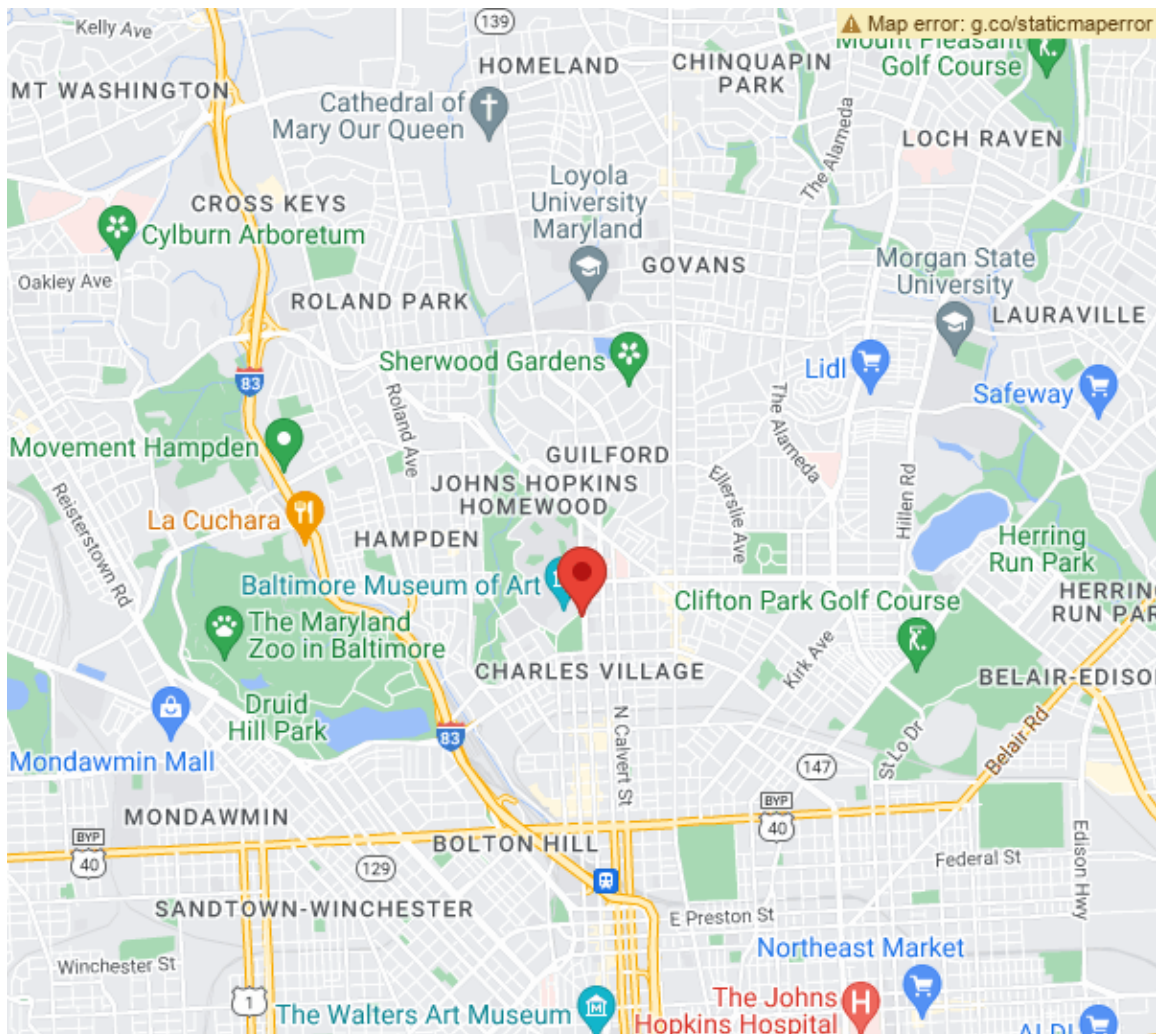 Kelly Ave
139
Map error: g.co/staticmaperror
Mount Pleasant
Golf Course
HOMELAND
CHINQUAPIN
PARK
MT WASHINGTON
Cathedral of
Mary Our Queen
The Alameda
LOCH RAVEN
Loyola
University
Maryland
CROSS KEYS
Cylburn Arboretum
GOVANS
Morgan State
University
Oakley Ave
ROLAND PARK
LAURAVILLE
Sherwood Gardens
Lidl
83
Safeway
Roland Ave
The Alameda
Movement Hampden
GUILFORD
JOHNS HOPKINS
HOMEWOOD
Ellerslie Ave
Hillen Rd
Reisterstown Rd
La Cuchara
HAMPDEN
Herring
Run Park
Baltimore Museum of Art
Clifton Park Golf Course
HERRING
RUN PAR
The Maryland
Zoo in Baltimore
Kirk Ave
CHARLES VILLAGE
BELAIR-EDISO
Druid
Hill Park
N Calvert St
St Lo Dr
Belair Rd
83
Mondawmin Mall
147
MONDAWMIN
BYP
40
BYP
40
BOLTON HILL
129
Federal St
Edison Hwy
SANDTOWN-WINCHESTER
E Preston St
Northeast Market
Winchester St
1
The Walters Art Museum
The Johns
Hopkins Hospital
H
ALDI